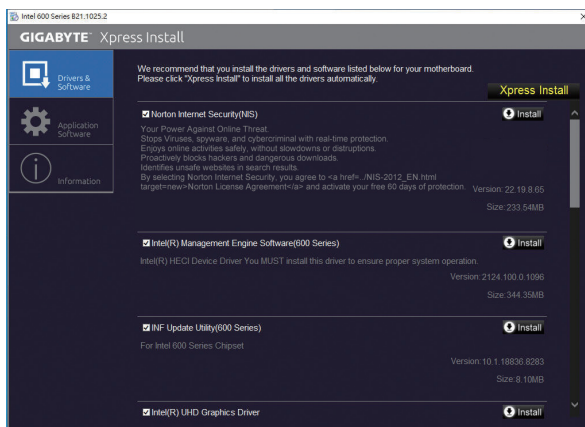 Intel 600 Series B21.1025.2
GIGABYTE™ Xpress Install
Drivers &
Software
Application
Software
Information
We recommend that you install the drivers and software listed below for your motherboard.
Please click "Xpress Install" to install all the drivers automatically.
Xpress Install
Norton Internet Security(NIS)
Install
Your Power Against Online Threat.
Stops Viruses, spyware, and cybercriminal with real-time protection.
Enjoys online activities safely, without slowdowns or distruptions.
Proactively blocks hackers and dangerous downloads.
Identifies unsafe websites in search results.
By selecting Norton Internet Security, you agree to <a href=../NIS-2012_EN.html
target=new>Norton License Agreement</a> and activate your free 60 days of protection.
Version: 22.19.8.65
Size: 233.54MB
Intel(R) Management Engine Software(600 Series)
Install
Intel(R) HECI Device Driver You MUST install this driver to ensure proper system operation.
Version: 2124.100.0.1096
Size:344.35MB
INF Update Utility(600 Series)
Install
For Intel 600 Series Chipset
Version:10.1.18836.8283
Size:8.10MB
Intel(R) UHD Graphics Driver
Install